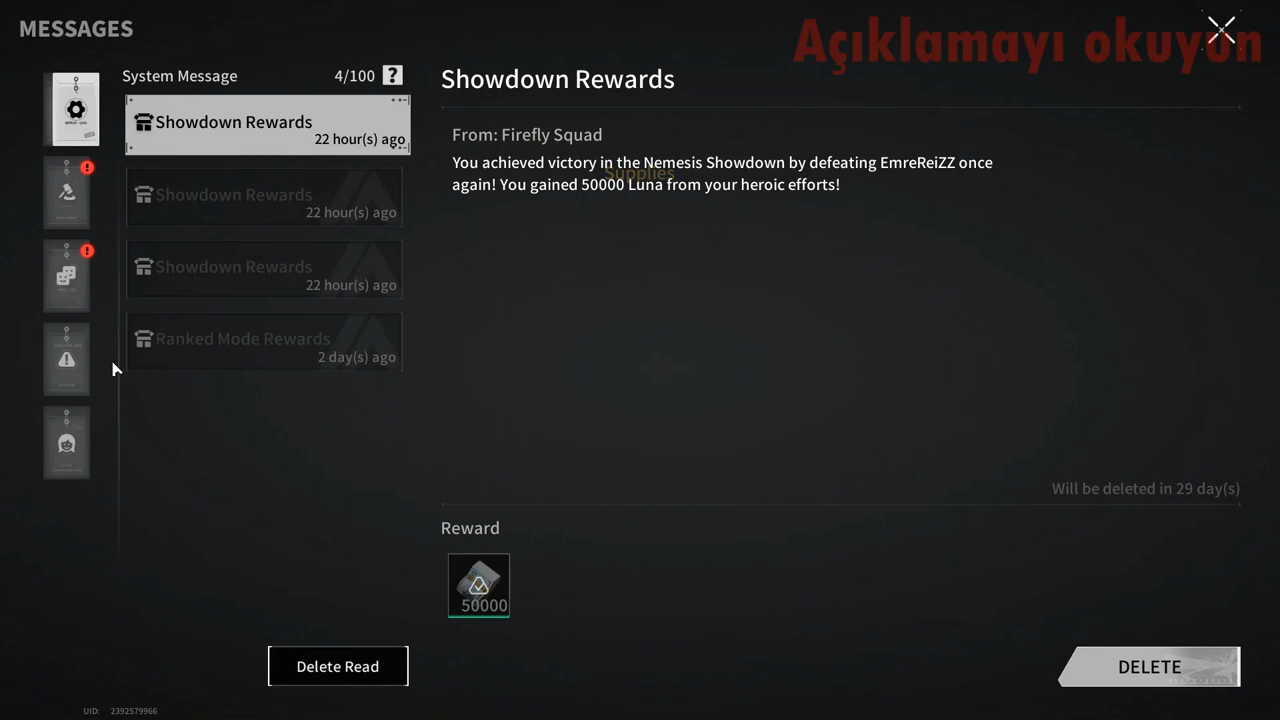 MESSAGES
Açıklamayı okuyun
System Message
4/100
?
Showdown Rewards
22 hour(s) ago
Showdown Rewards
22 hour(s) ago
Showdown Rewards
22 hour(s) ago
Ranked Mode Rewards
2 day(s) ago
Showdown Rewards
From: Firefly Squad
You achieved victory in the Nemesis Showdown by defeating EmreReiZZ once
Supplies
again! You gained 50000 Luna from your heroic efforts!
Will be deleted in 29 day(s)
Reward
50000
Delete Read
DELETE
UID: 2392579966